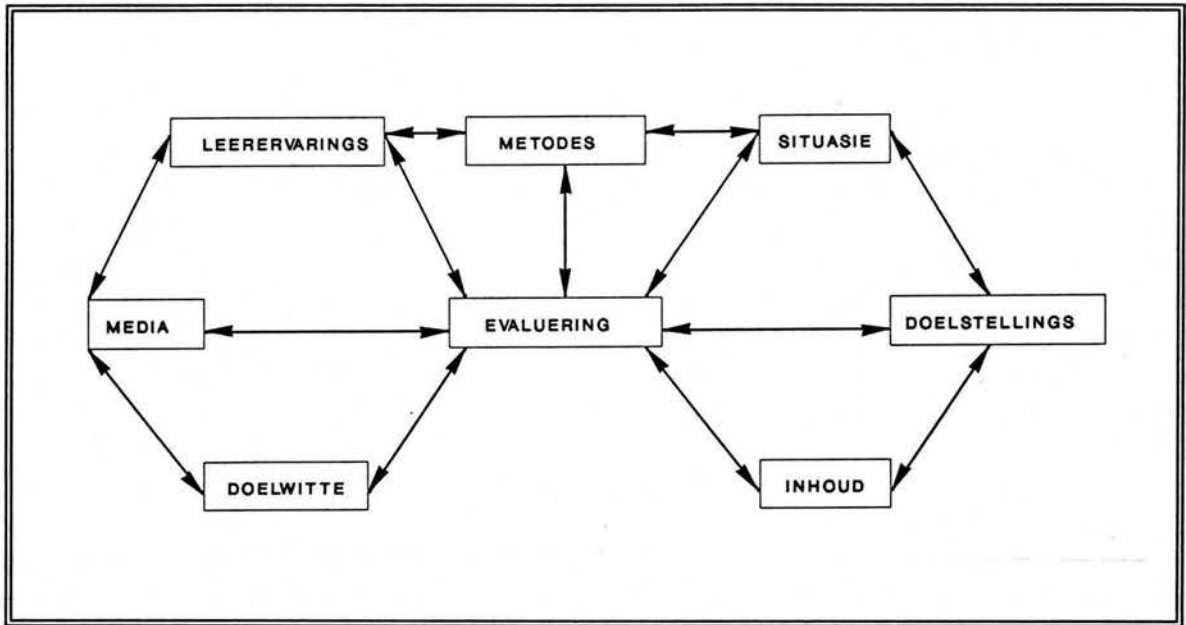 LEERERVARINGS
METODES
SITUASIE
MEDIA
EVALUERING
DOELSTELLINGS
DOELWITTE
INHOUD